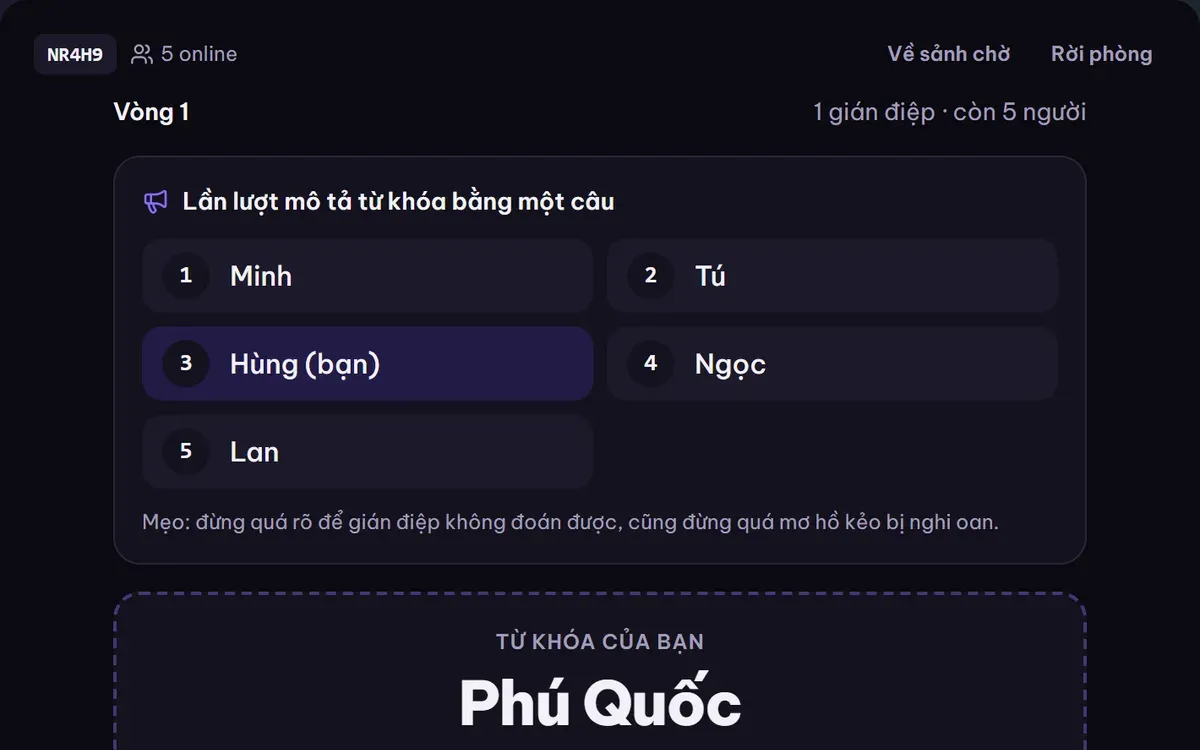 NR4H9 5 online Về sảnh chờ Rời phòng
Vòng 1 1 gián điệp · còn 5 người
Lần lượt mô tả từ khóa bằng một câu
1 Minh 2 Tú
3 Hùng (bạn) 4 Ngọc
5 Lan
Mẹo: đừng quá rõ để gián điệp không đoán được, cũng đừng quá mơ hồ kẻo bị nghi oan.
TỪ KHÓA CỦA BẠN
Phú Quốc